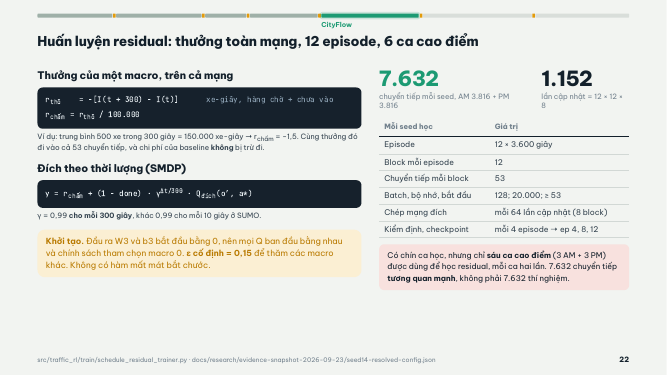 CityFlow
Huấn luyện residual: thưởng toàn mạng, 12 episode, 6 ca cao điểm
Thưởng của một macro, trên cả mạng
r_thô = -[I(t + 300) - I(t)] xe-giây, hàng chờ + chưa vào
r_chấm = r_thô / 100.000
Ví dụ: trung bình 500 xe trong 300 giây = 150.000 xe-giây → r_chấm = −1,5. Cùng thưởng đó
đi vào cả 53 chuyển tiếp, và chi phí của baseline không bị trừ đi.
Đích theo thời lượng (SMDP)
y = r_chấm + (1 - done) · γ^Δt/300 · Q_đích(o’, a*)
γ = 0,99 cho mỗi 300 giây, khác 0,99 cho mỗi 10 giây ở SUMO.
Khởi tạo. Đầu ra W3 và b3 bắt đầu bằng 0, nên mọi Q ban đầu bằng nhau
và chính sách tham chọn macro 0. ε cố định = 0,15 để thăm các macro
khác. Không có hàm mất mát bắt chước.
7.632
chuyển tiếp mỗi seed, AM 3.816 + PM
3.816
1.152
lần cập nhật = 12 × 12 ×
8
Mỗi seed học Giá trị
Episode 12 × 3.600 giây
Block mỗi episode 12
Chuyển tiếp mỗi block 53
Batch, bộ nhớ, bắt đầu 128; 20.000; ≥ 53
Chép mạng đích mỗi 64 lần cập nhật (8 block)
Kiểm định, checkpoint mỗi 4 episode → ep 4, 8, 12
Có chín ca học, nhưng chỉ sáu ca cao điểm (3 AM + 3 PM)
được dùng để học residual, mỗi ca hai lần. 7.632 chuyển tiếp
tương quan mạnh, không phải 7.632 thí nghiệm.
src/traffic_rl/train/schedule_residual_trainer.py · docs/research/evidence-snapshot-2026-09-23/seed14-resolved-config.json
22